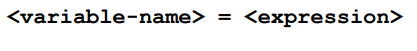 <variable-name> = <expression>